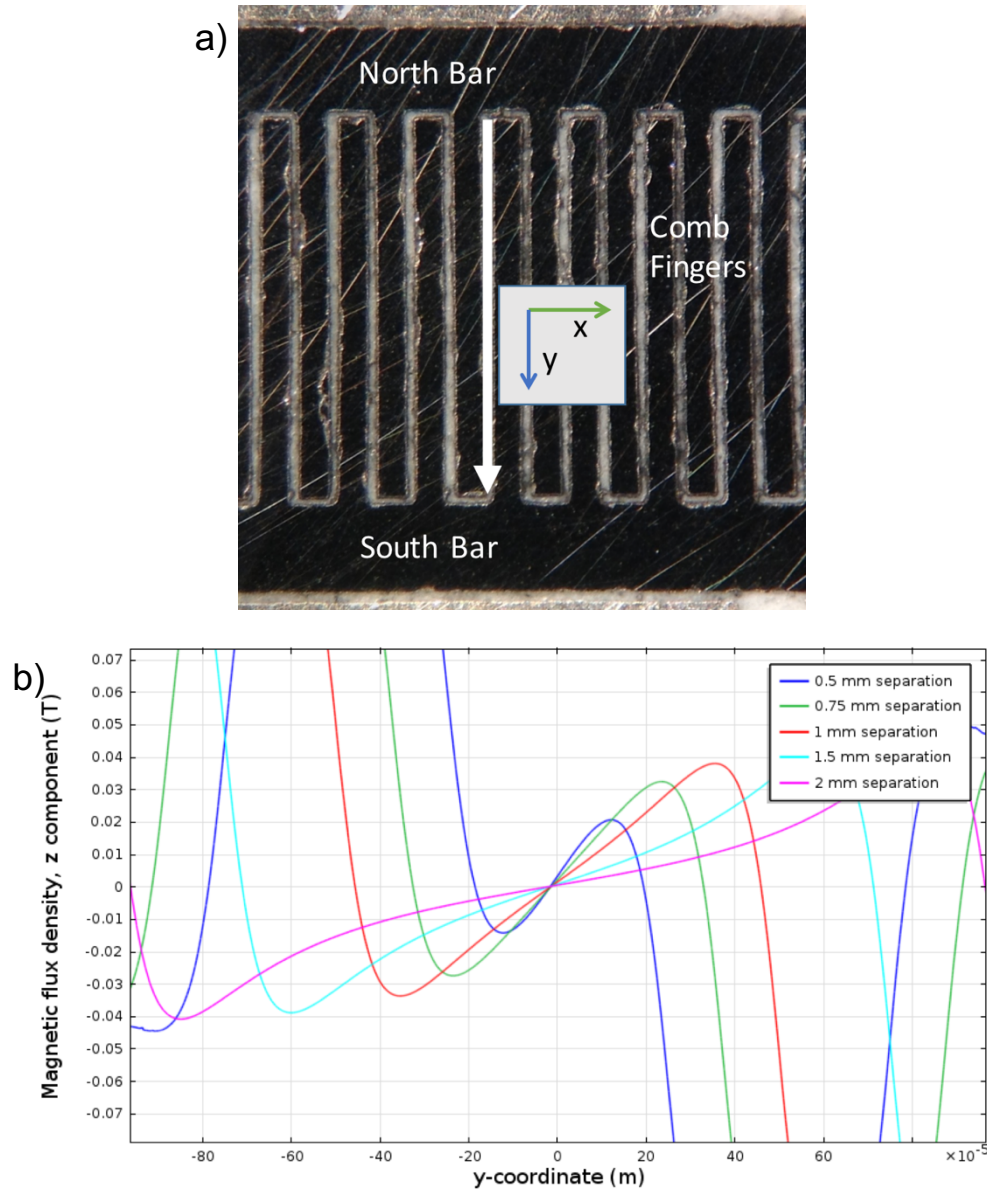 a)
North Bar
Comb
Fingers
x
y
South Bar
b)
Magnetic flux density, z component (T)
0.07
0.06
0.05
0.04
0.03
0.02
0.01
0
-0.01
-0.02
-0.03
-0.04
-0.05
-0.06
-0.07
0.5 mm separation
0.75 mm separation
1 mm separation
1.5 mm separation
2 mm separation
-80
-60
-40
-20
0
20
40
60
×10⁻⁵
y-coordinate (m)